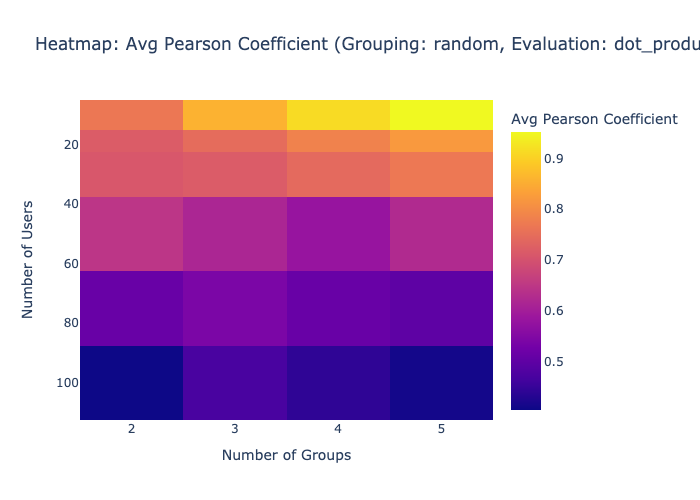 Heatmap: Avg Pearson Coefficient (Grouping: random, Evaluation: dot_produ
Avg Pearson Coefficient
Number of Users
20
40
60
80
100
0.9
0.8
0.7
0.6
0.5
2 3 4 5
Number of Groups